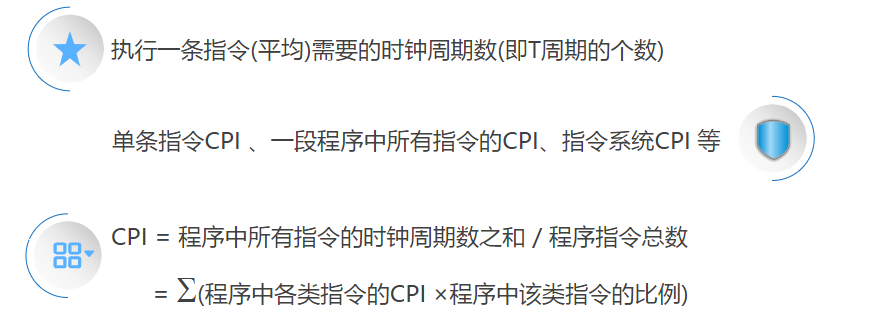 执行一条指令(平均)需要的时钟周期数(即T周期的个数)
单条指令CPI 、一段程序中所有指令的CPI、指令系统CPI 等
CPI = 程序中所有指令的时钟周期数之和 / 程序指令总数
= ∑(程序中各类指令的CPI ×程序中该类指令的比例)